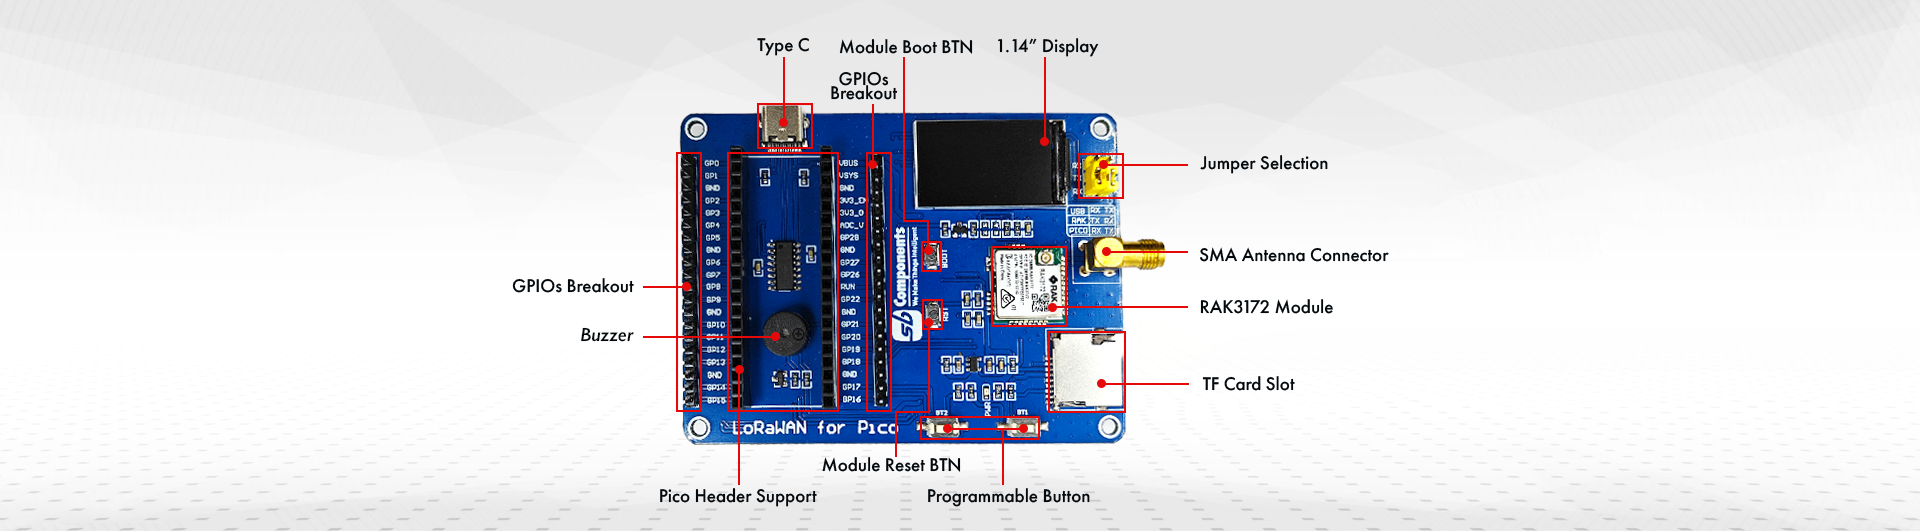 Type C
Module Boot BTN
1.14” Display
GPIOs
Breakout
Jumper Selection
SMA Antenna Connector
GPIOs Breakout
RAK3172 Module
Buzzer
TF Card Slot
Module Reset BTN
Pico Header Support
Programmable Button
GP0
GP1
GND
GP2
GP3
GP4
GP5
GND
GP6
GP7
GP8
GP9
GND
GP10
GP11
GP12
GP13
GND
GP14
GP15
VBUS
VSYS
GND
3V3_E
3V3_O
ADC_V
GP28
GND
GP27
GP26
RUN
GP22
GND
GP21
GP20
GP19
GP18
GND
GP17
GP16
SB Components
We Make Things Intelligent
BOOT
RST
USB RX TX
RAK TX RX
PICO RX TX
RAK
RAK3172
PWR
BT2
BT1
LoRaWAN for Pico